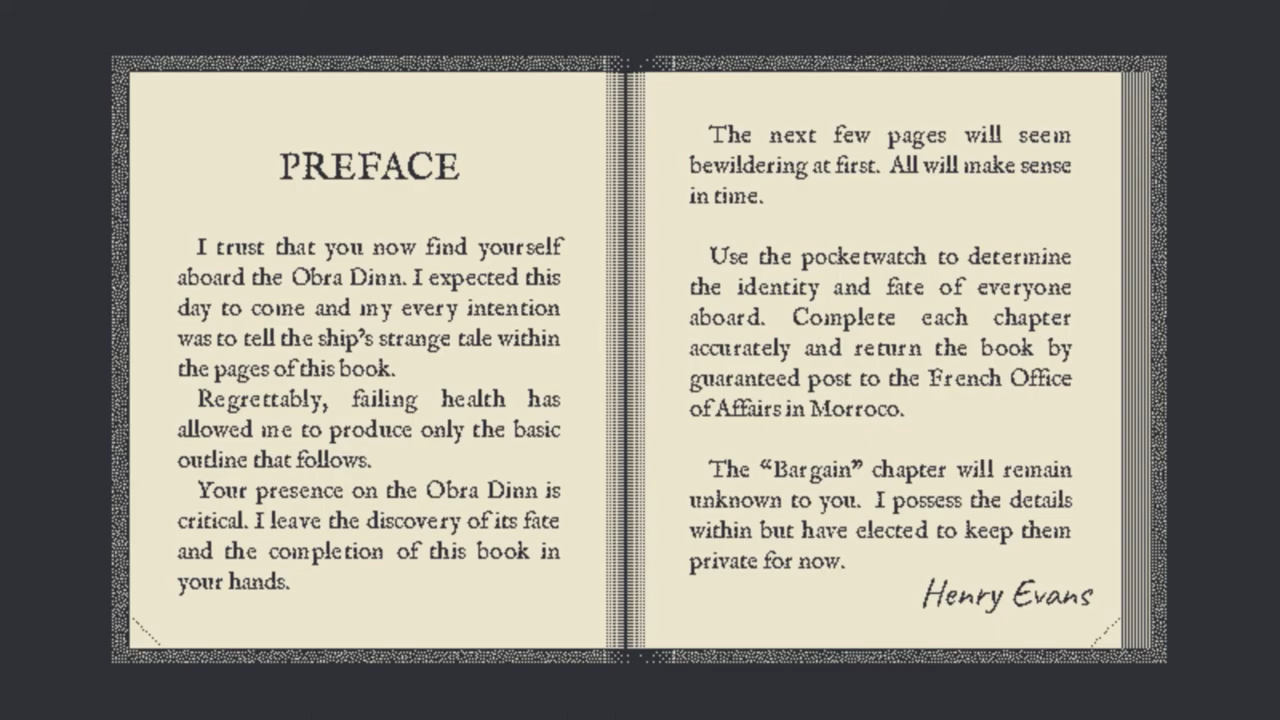 PREFACE
I trust that you now find yourself
aboard the Obra Dinn. I expected this
day to come and my every intention
was to tell the ship's strange tale within
the pages of this book.
Regrettably, failing health has
allowed me to produce only the basic
outline that follows.
Your presence on the Obra Dinn is
critical. I leave the discovery of its fate
and the completion of this book in
your hands.
The next few pages will seem
bewildering at first. All will make sense
in time.
Use the pocketwatch to determine
the identity and fate of everyone
aboard. Complete each chapter
accurately and return the book by
guaranteed post to the French Office
of Affairs in Morroco.
The “Bargain” chapter will remain
unknown to you. I possess the details
within but have elected to keep them
private for now.
Henry Evans